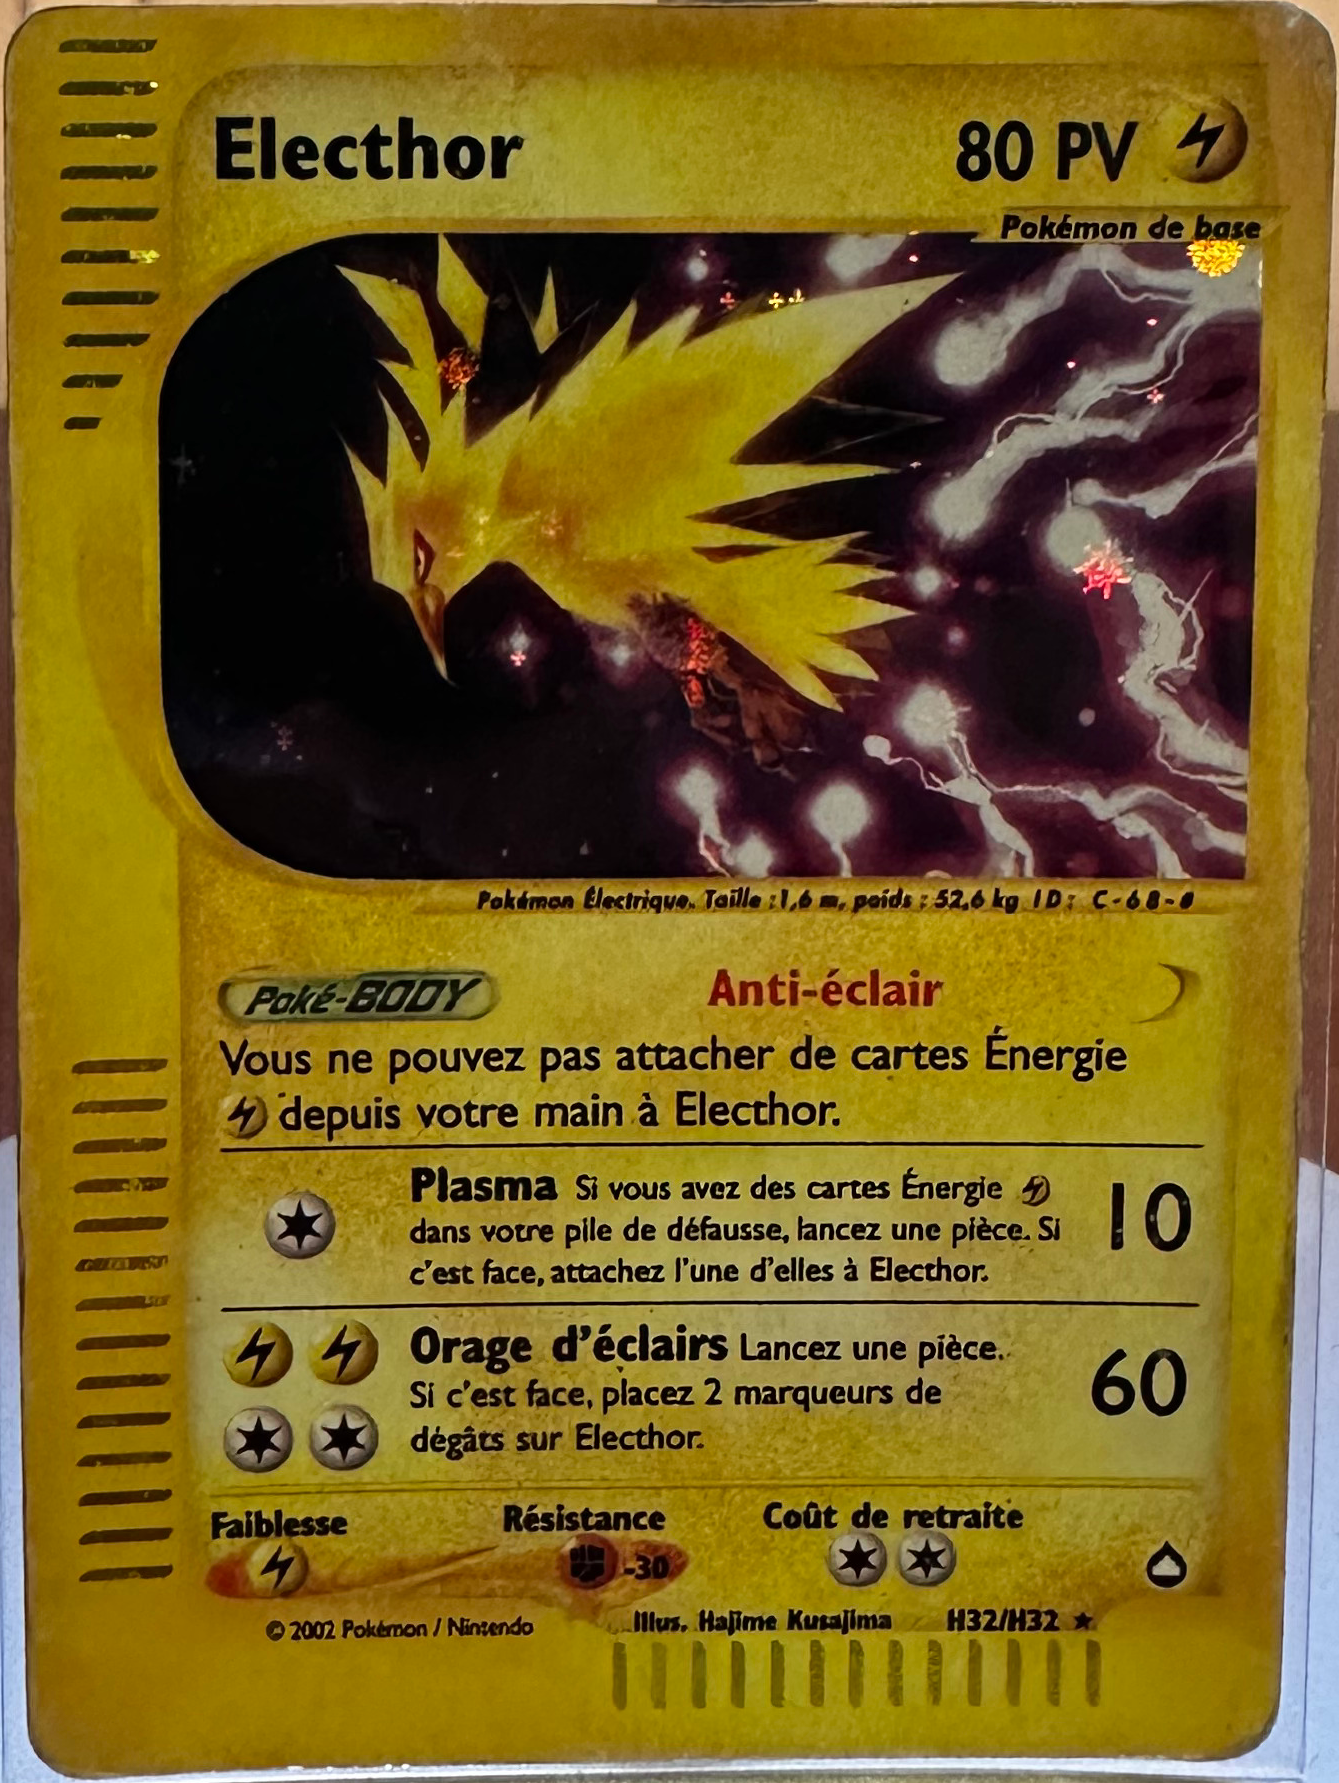 Electhor 80 PV
Pokémon de base
Pokémon Électrique. Taille : 1,6 m, poids : 52,6 kg ID: C-68-0
Poké-BODY Anti-éclair
Vous ne pouvez pas attacher de cartes Énergie
depuis votre main à Electhor.
Plasma Si vous avez des cartes Énergie
dans votre pile de défausse, lancez une pièce. Si
c'est face, attachez l'une d'elles à Electhor.
10
Orage d'éclairs Lancez une pièce.
Si c'est face, placez 2 marqueurs de
dégâts sur Electhor.
60
Faiblesse Résistance Coût de retraite
-30
© 2002 Pokémon / Nintendo Illus. Hajime Kusajima H32/H32 ★